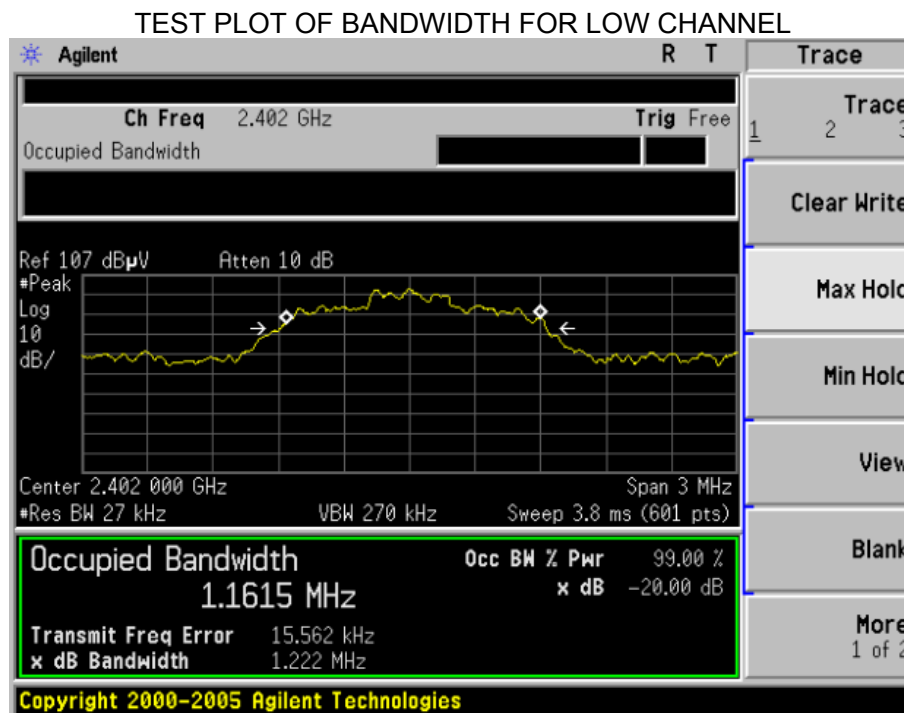 TEST PLOT OF BANDWIDTH FOR LOW CHANNEL
Agilent R T Trace
Ch Freq 2.402 GHz Trig Free
Occupied Bandwidth
Trace
1 2 3
Clear Write
Max Hold
Min Hold
View
Blank
More
1 of 2
Ref 107 dBµV Atten 10 dB
#Peak
Log
10
dB/
Center 2.402 000 GHz Span 3 MHz
#Res BW 27 kHz VBW 270 kHz Sweep 3.8 ms (601 pts)
Occupied Bandwidth Occ BW % Pwr 99.00 %
1.1615 MHz x dB -20.00 dB
Transmit Freq Error 15.562 kHz
x dB Bandwidth 1.222 MHz
Copyright 2000-2005 Agilent Technologies